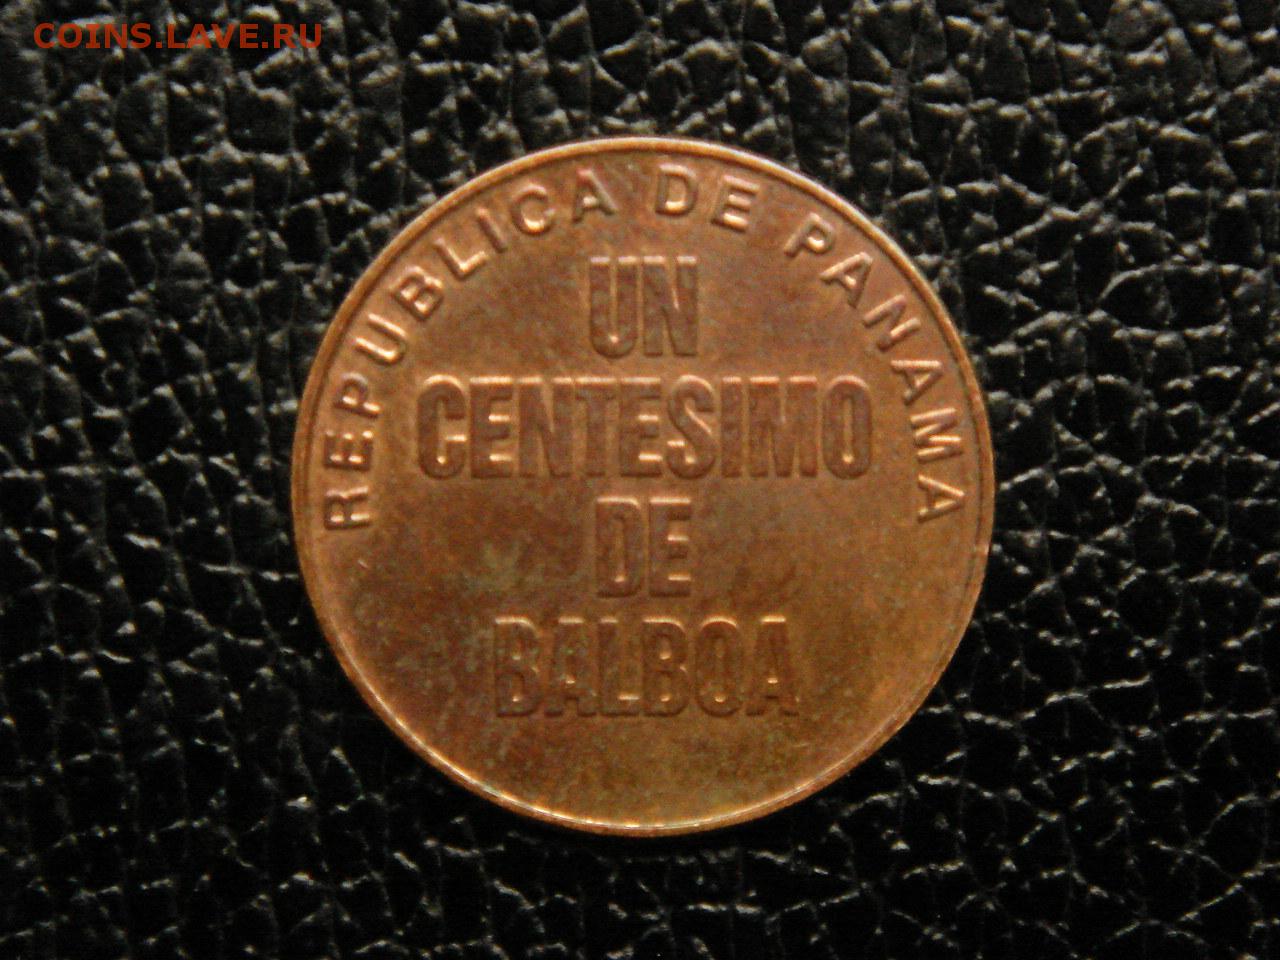 COINS.LAVE.RU
REPUBLICA DE PANAMA
UN
CENTESIMO
DE
BALBOA